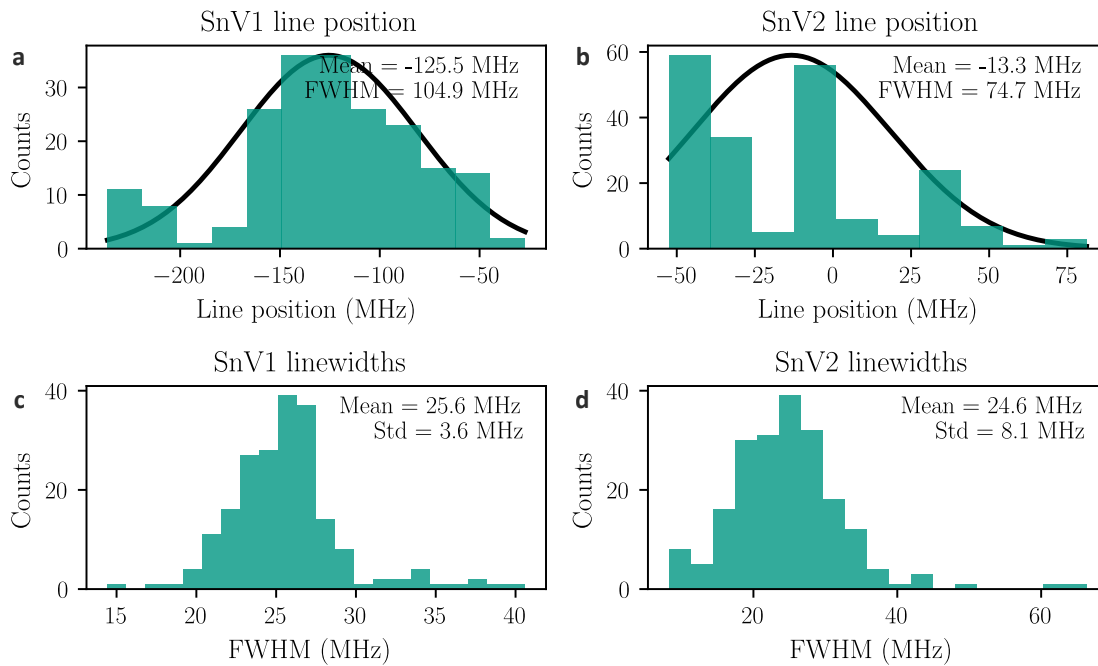 SnV1 line position
a
Mean = -125.5 MHz
FWHM = 104.9 MHz
Counts
30
20
10
0
−200
−150
−100
−50
Line position (MHz)
SnV2 line position
b
Mean = -13.3 MHz
FWHM = 74.7 MHz
Counts
60
40
20
0
−50
−25
0
25
50
75
Line position (MHz)
SnV1 linewidths
c
Mean = 25.6 MHz
Std = 3.6 MHz
Counts
40
20
0
15
20
25
30
35
40
FWHM (MHz)
SnV2 linewidths
d
Mean = 24.6 MHz
Std = 8.1 MHz
Counts
40
20
0
20
40
60
FWHM (MHz)